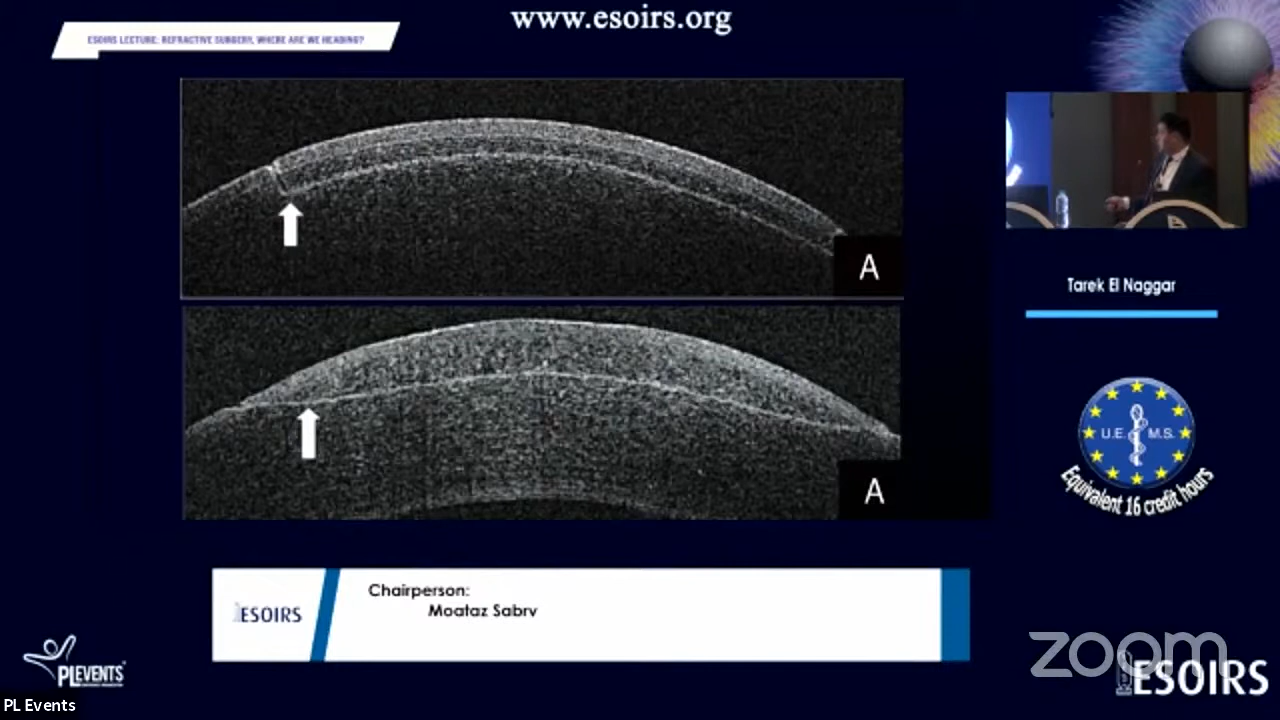 www.esoirs.org
ESOIRS LECTURE: REFRACTIVE SURGERY, WHERE ARE WE HEADING?
A
Tarek El Naggar
A
U.E.M.S.
Equivalent 16 credit hours
Chairperson:
Moataz Sabry
ESOIRS
zoom
ESOIRS
PLEVENTS
PL Events